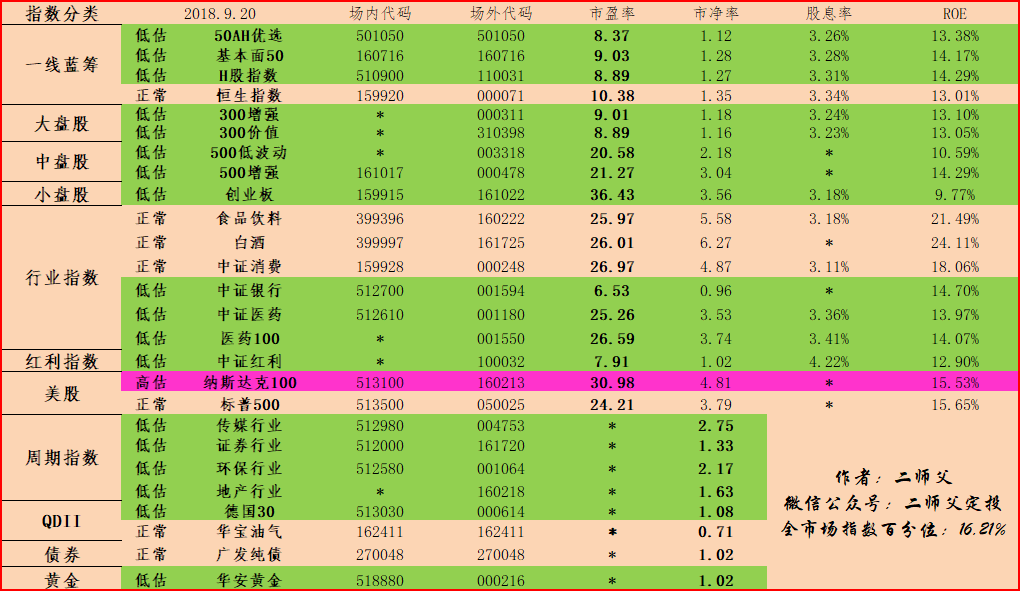 指数分类 2018.9.20 场内代码 场外代码 市盈率 市净率 股息率 ROE
一线蓝筹
低估 50AH优选 501050 501050 8.37 1.12 3.26% 13.38%
低估 基本面50 160716 160716 9.03 1.28 3.28% 14.17%
低估 H股指数 510900 110031 8.89 1.27 3.31% 14.29%
正常 恒生指数 159920 000071 10.38 1.35 3.34% 13.01%
大盘股
低估 300增强 * 000311 9.01 1.18 3.24% 13.10%
低估 300价值 * 310398 8.89 1.16 3.23% 13.05%
中盘股
低估 500低波动 * 003318 20.58 2.18 * 10.59%
低估 500增强 161017 000478 21.27 3.04 * 14.29%
小盘股 低估 创业板 159915 161022 36.43 3.56 3.18% 9.77%
行业指数
正常 食品饮料 399396 160222 25.97 5.58 3.18% 21.49%
正常 白酒 399997 161725 26.01 6.27 * 24.11%
正常 中证消费 159928 000248 26.97 4.87 3.11% 18.06%
低估 中证银行 512700 001594 6.53 0.96 * 14.70%
低估 中证医药 512610 001180 25.26 3.53 3.36% 13.97%
低估 医药100 * 001550 26.59 3.74 3.41% 14.07%
红利指数 低估 中证红利 * 100032 7.91 1.02 4.22% 12.90%
美股
高估 纳斯达克100 513100 160213 30.98 4.81 * 15.53%
正常 标普500 513500 050025 24.21 3.79 * 15.65%
周期指数
低估 传媒行业 512980 004753 * 2.75
低估 证券行业 512000 161720 * 1.33
低估 环保行业 512580 001064 * 2.17
低估 地产行业 * 160218 * 1.63
QDII
低估 德国30 513030 000614 * 1.08
正常 华宝油气 162411 162411 * 0.71
债券 正常 广发纯债 270048 270048 * 1.02
黄金 低估 华安黄金 518880 000216 * 1.02
作者：二师父
微信公众号：二师父定投
全市场指数百分位：16.21%